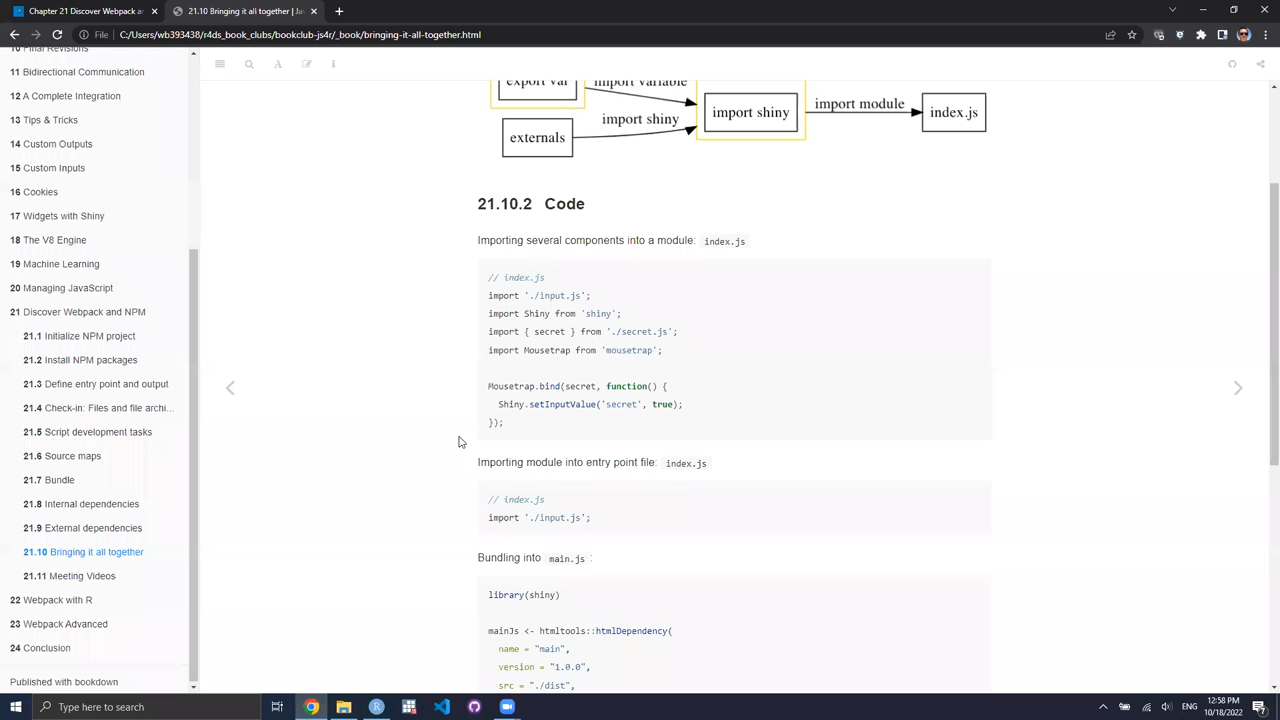 Chapter 21 Discover Webpack an
21.10 Bringing it all together | Ja
File
C:/Users/wb393438/r4ds_book_clubs/bookclub-js4r/_book/bringing-it-all-together.html
10 Final Revisions
11 Bidirectional Communication
12 A Complete Integration
13 Tips & Tricks
14 Custom Outputs
15 Custom Inputs
16 Cookies
17 Widgets with Shiny
18 The V8 Engine
19 Machine Learning
20 Managing JavaScript
21 Discover Webpack and NPM
21.1 Initialize NPM project
21.2 Install NPM packages
21.3 Define entry point and output
21.4 Check-in: Files and file archi...
21.5 Script development tasks
21.6 Source maps
21.7 Bundle
21.8 Internal dependencies
21.9 External dependencies
21.10 Bringing it all together
21.11 Meeting Videos
22 Webpack with R
23 Webpack Advanced
24 Conclusion
Published with bookdown
export var
import variable
externals
import shiny
import shiny
import module
index.js
21.10.2 Code
Importing several components into a module: index.js
// index.js
import './input.js';
import Shiny from 'shiny';
import { secret } from './secret.js';
import Mousetrap from 'mousetrap';
Mousetrap.bind(secret, function() {
Shiny.setInputValue('secret', true);
});
Importing module into entry point file: index.js
// index.js
import './input.js';
Bundling into main.js :
library(shiny)
mainJs <- htmltools::htmlDependency(
name = "main",
version = "1.0.0",
src = "./dist",
Type here to search
12:58 PM
10/18/2022